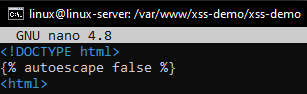 linux@linux-server: /var/www/xss-demo/xss-demo
GNU nano 4.8
<!DOCTYPE html>
{% autoescape false %}
<html>